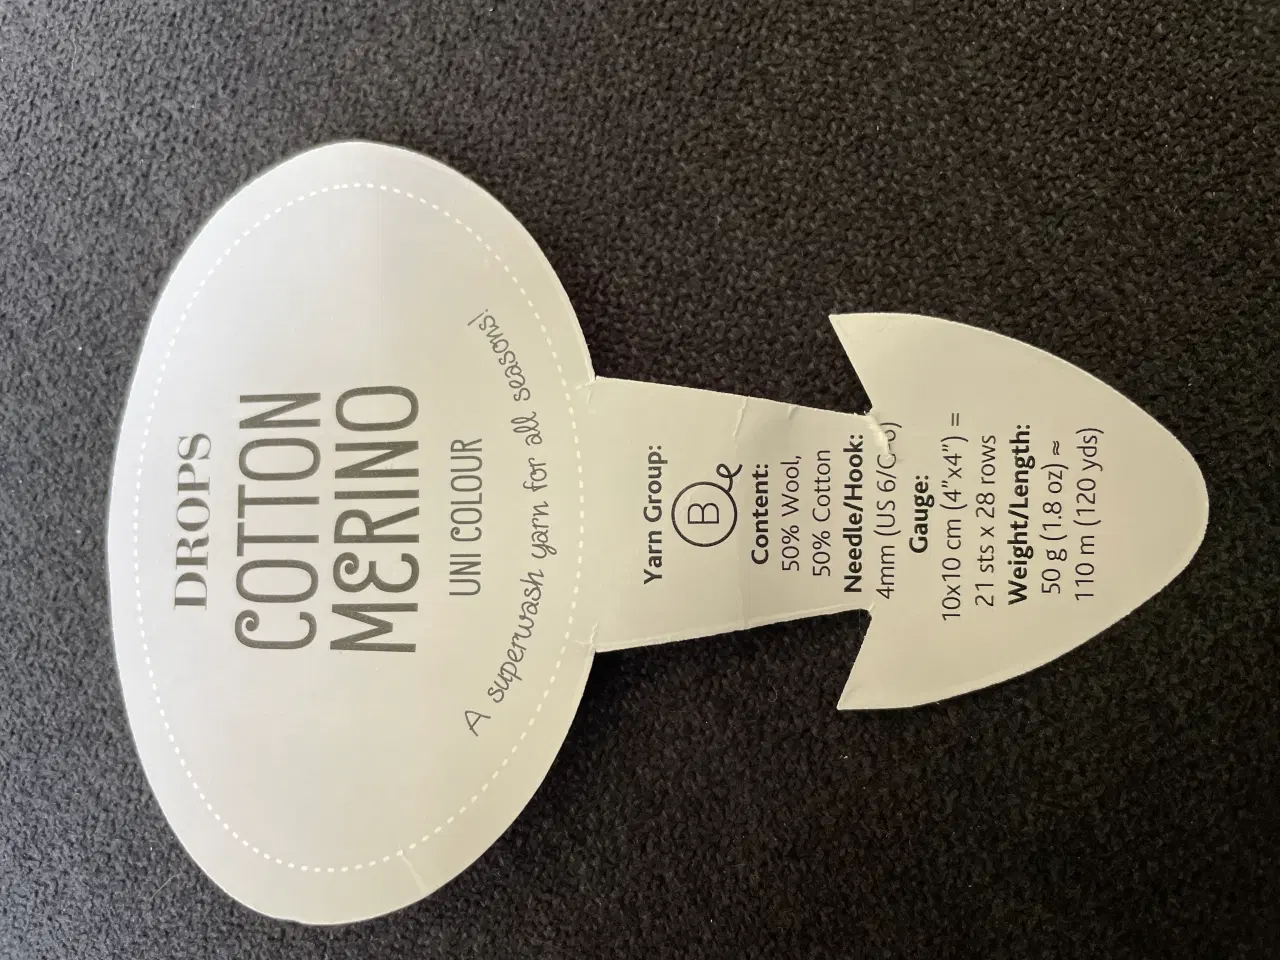 DROPS
COTTON
MERINO
UNI COLOUR
A superwash yarn for all seasons!
Yarn Group:
B
Content:
50% Wool,
50% Cotton
Needle/Hook:
4mm (US 6/G-6)
Gauge:
10x10 cm (4”x4”) =
21 sts x 28 rows
Weight/Length:
50 g (1.8 oz) ≈
110 m (120 yds)